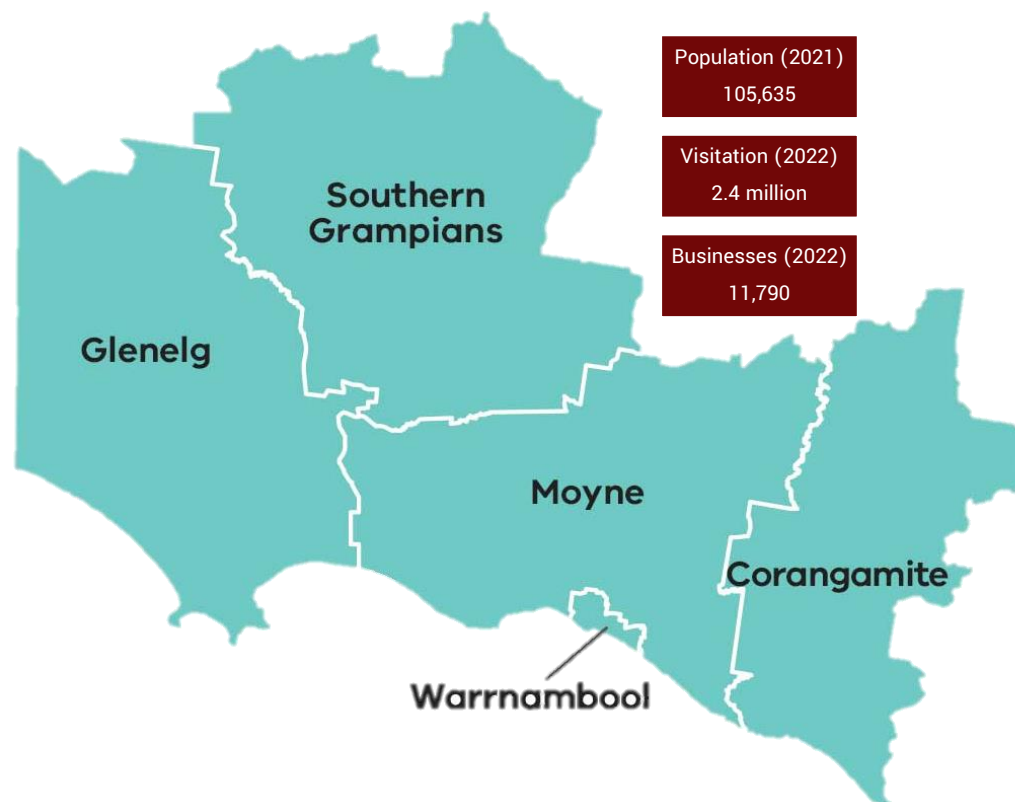 Population (2021)
105,635
Visitation (2022)
2.4 million
Businesses (2022)
11,790
Southern
Grampians
Glenelg
Moyne
Corangamite
Warrnambool